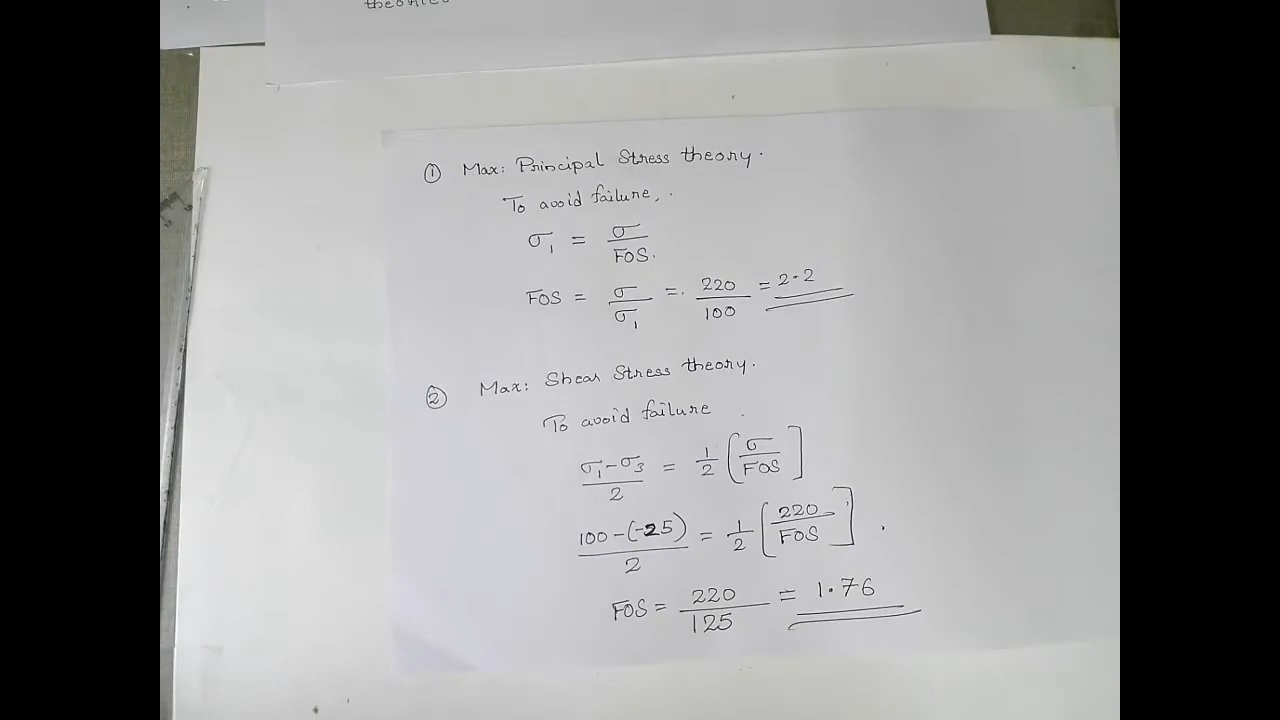 theories
① Max: Principal Stress theory.
To avoid failure,.
σ₁ = σ/FOS.
FOS = σ/σ₁ =. 220/100 = 2.2
② Max: Shear Stress theory.
To avoid failure .
(σ₁-σ₃)/2 = 1/2 [σ/FOS]
(100-(-25))/2 = 1/2 [220/FOS] .
FOS = 220/125 = 1.76